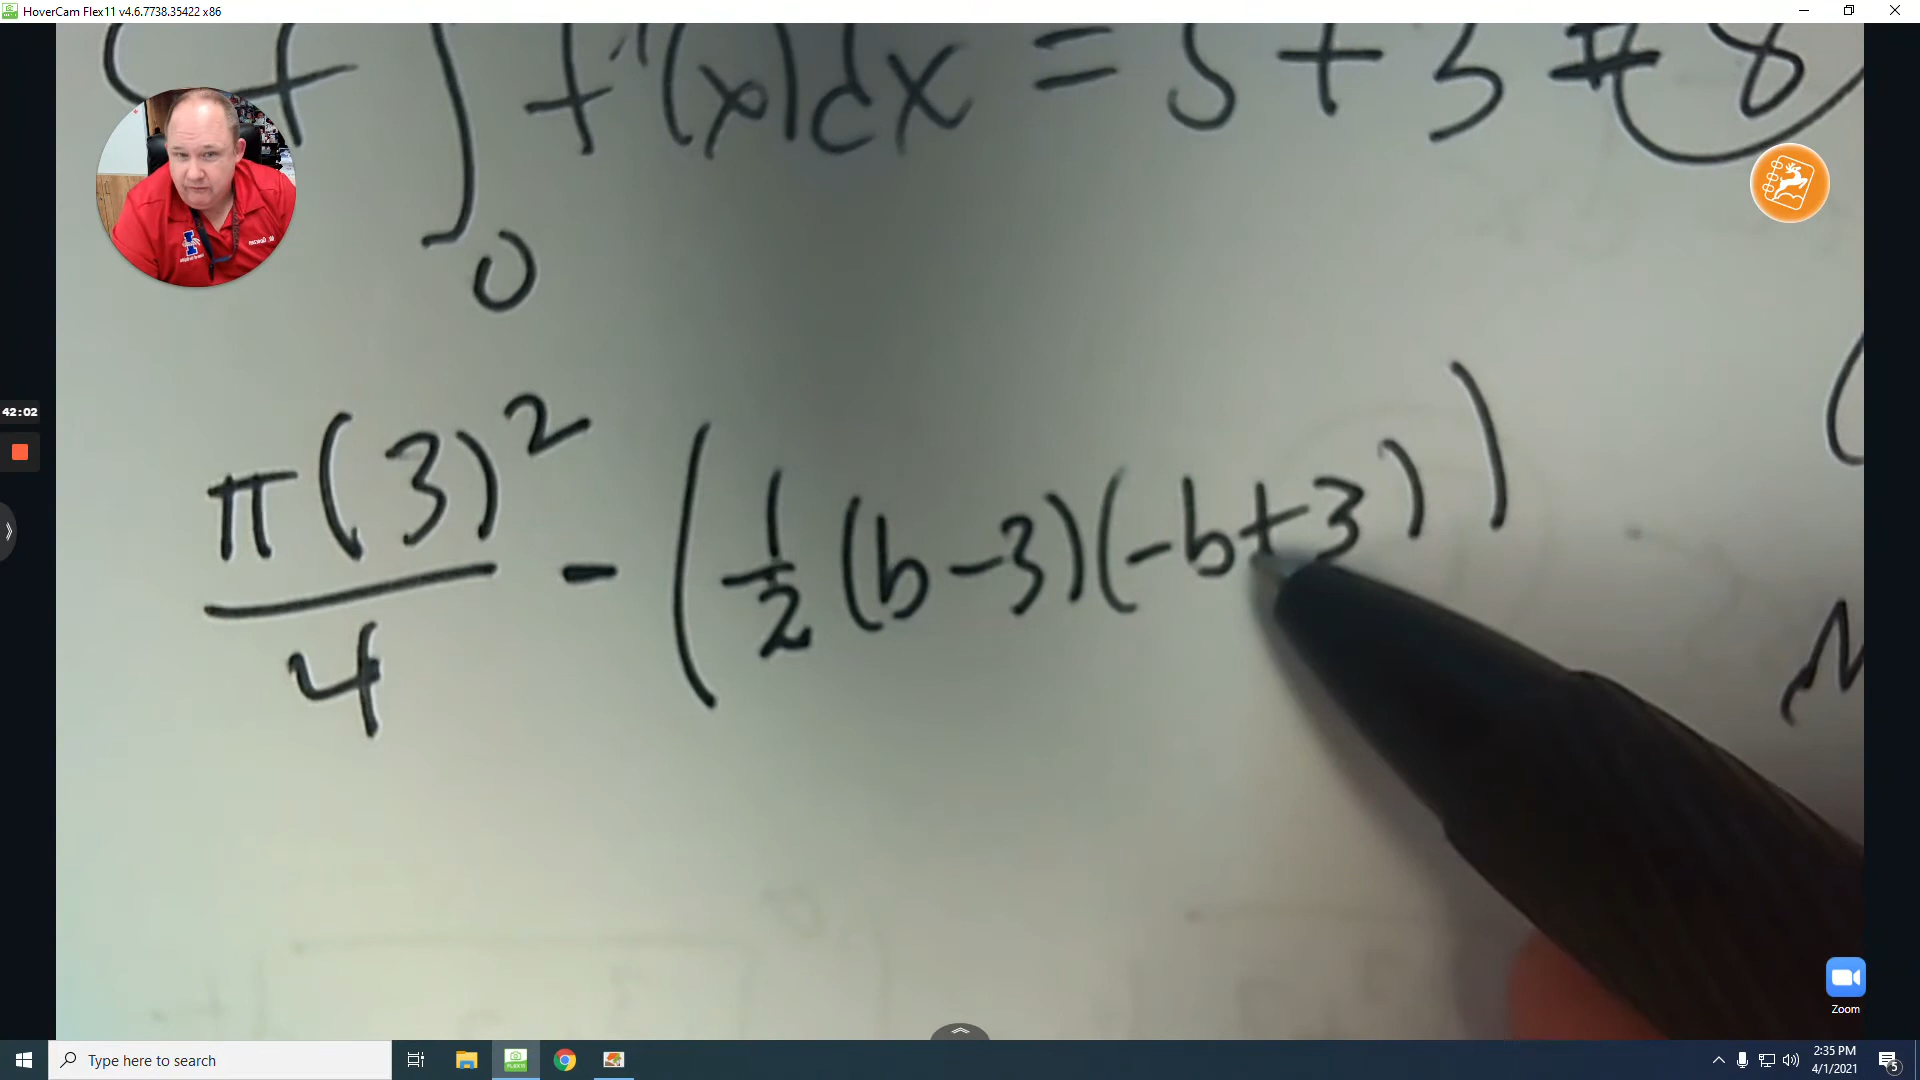 HoverCam Flex11 v4.6.7738.35422 x86
+ ∫ f'(x)dx = 5 + 3 = 8
0
π(3)² / 4 - (1/2 (b-3)(-b+3))
42:02
Zoom
Type here to search
2:35 PM
4/1/2021
5